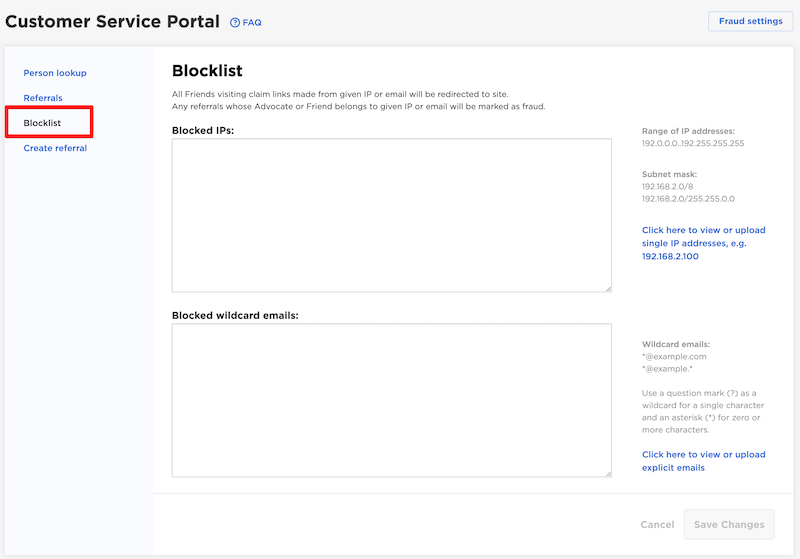 Customer Service Portal
FAQ
Fraud settings
Person lookup
Referrals
Blocklist
Create referral
Blocklist
All Friends visiting claim links made from given IP or email will be redirected to site.
Any referrals whose Advocate or Friend belongs to given IP or email will be marked as fraud.
Blocked IPs:
Range of IP addresses:
192.0.0.0..192.255.255.255
Subnet mask:
192.168.2.0/8
192.168.2.0/255.255.0.0
Click here to view or upload
single IP addresses, e.g.
192.168.2.100
Blocked wildcard emails:
Wildcard emails:
*@example.com
*@example.*
Use a question mark (?) as a
wildcard for a single character
and an asterisk (*) for zero or
more characters.
Click here to view or upload
explicit emails
Cancel
Save Changes